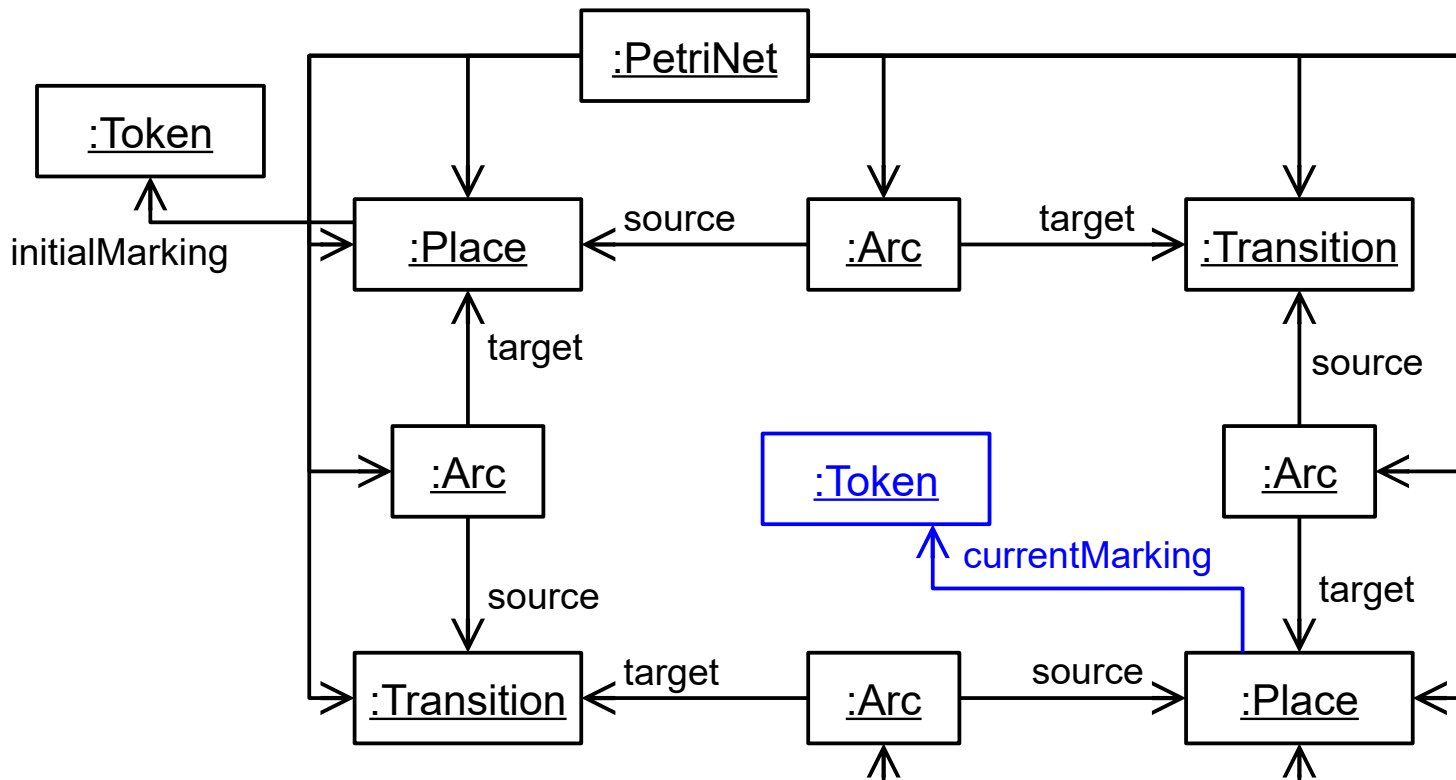 :PetriNet
:Token
initialMarking
:Place
source
:Arc
target
:Transition
target
source
:Arc
:Token
:Arc
currentMarking
source
target
:Transition
target
:Arc
source
:Place